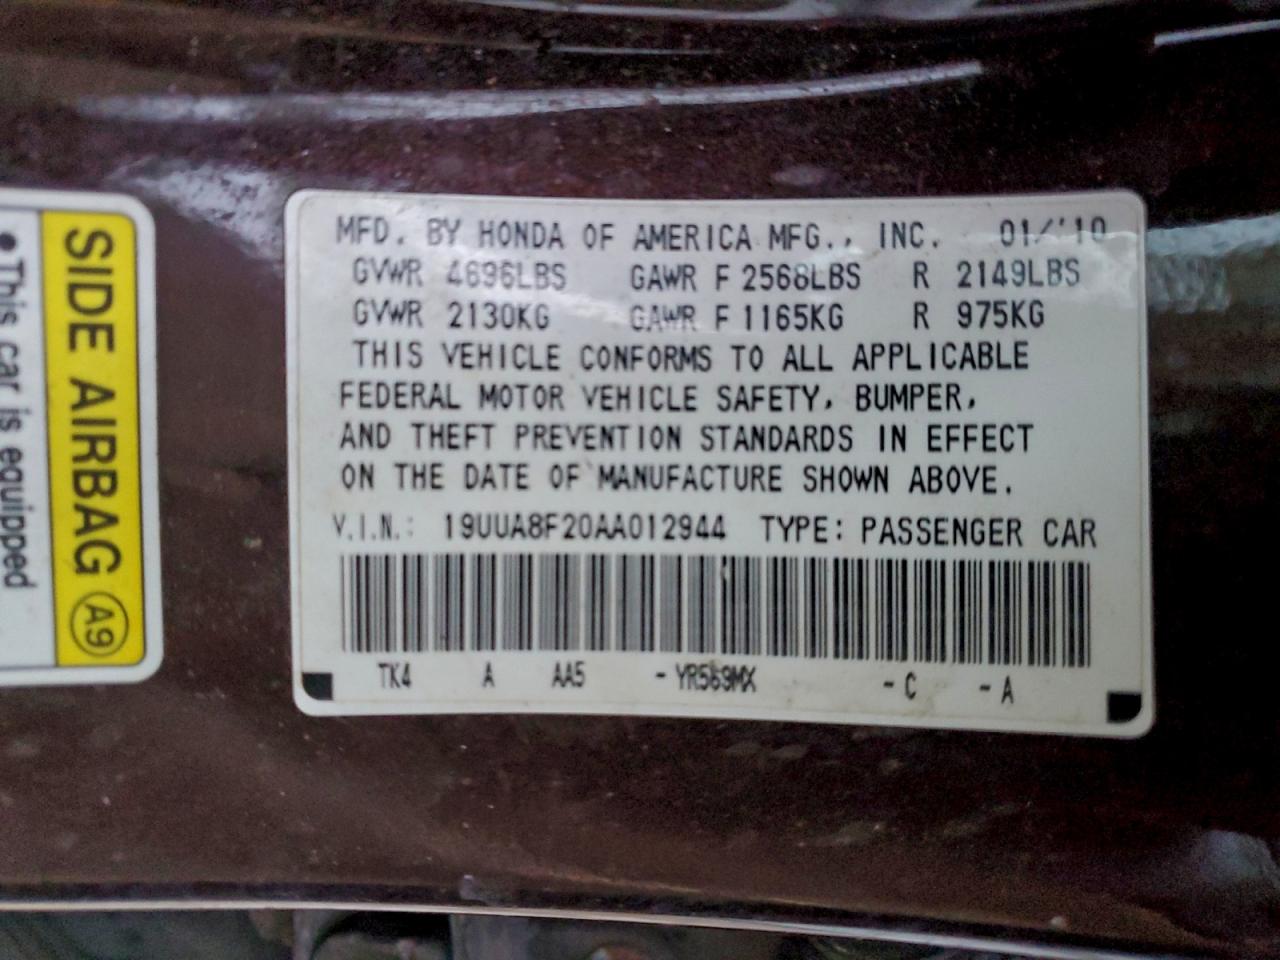 SIDE AIRBAG A9
• This car is equipped
MFD. BY HONDA OF AMERICA MFG., INC. 01/'10
GVWR 4696LBS GAWR F 2568LBS R 2149LBS
GVWR 2130KG GAWR F 1165KG R 975KG
THIS VEHICLE CONFORMS TO ALL APPLICABLE
FEDERAL MOTOR VEHICLE SAFETY, BUMPER,
AND THEFT PREVENTION STANDARDS IN EFFECT
ON THE DATE OF MANUFACTURE SHOWN ABOVE.
V.I.N.: 19UUA8F20AA012944 TYPE: PASSENGER CAR
TK4 A AA5 -YR569MX -C -A